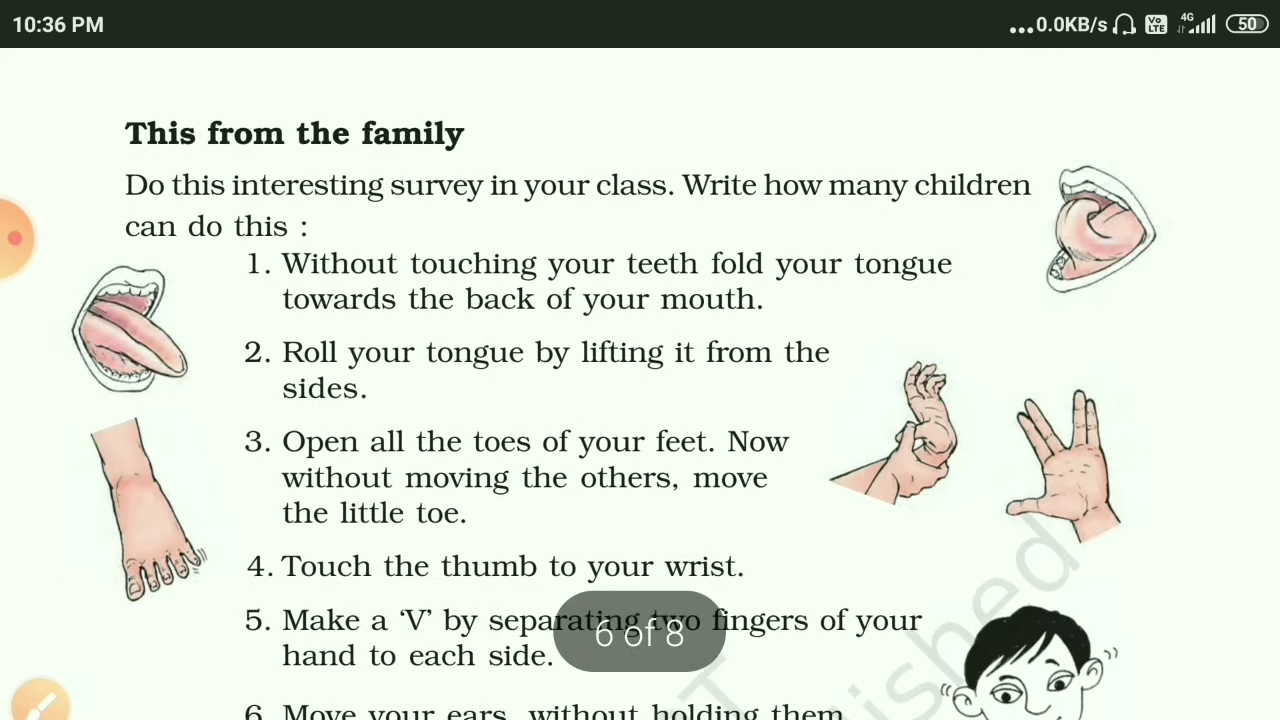 10:36 PM
...0.0KB/s Vo LTE 4G 50
This from the family
Do this interesting survey in your class. Write how many children
can do this :
1. Without touching your teeth fold your tongue
towards the back of your mouth.
2. Roll your tongue by lifting it from the
sides.
3. Open all the toes of your feet. Now
without moving the others, move
the little toe.
4. Touch the thumb to your wrist.
5. Make a ‘V’ by separating two fingers of your
hand to each side.
6 of 8
6. Move your ears, without holding them